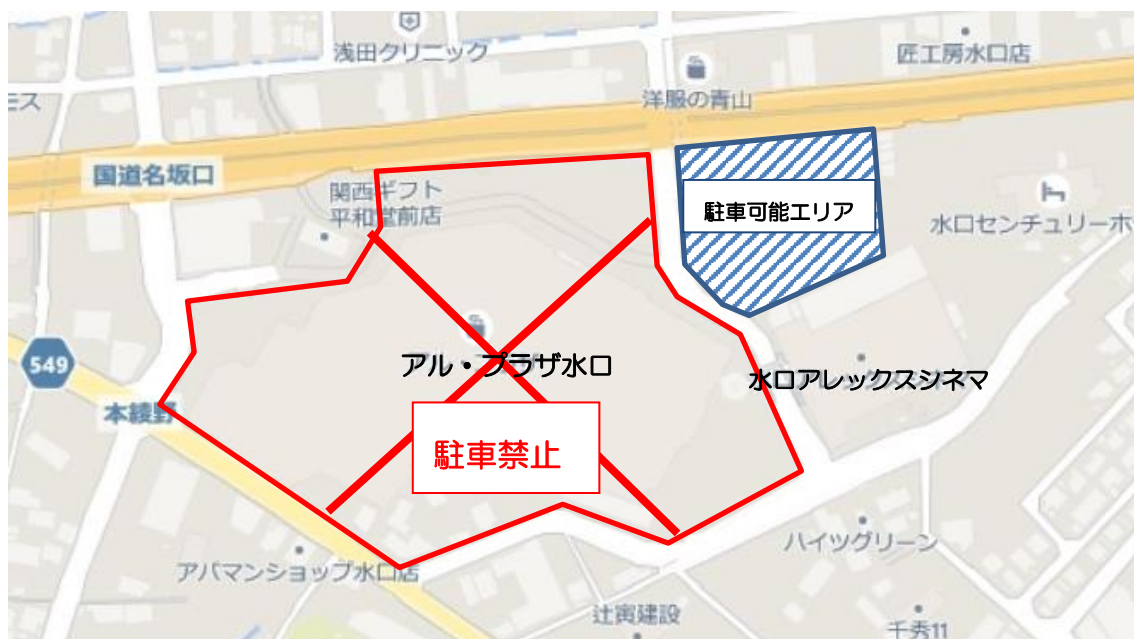 浅田クリニック
匠工房水口店
洋服の青山
国道名坂口
関西ギフト
平和堂前店
駐車可能エリア
水口センチュリーホ
549
アル・プラザ水口
水口アレックスシネマ
本綾野
駐車禁止
ハイツグリーン
アパマンショップ水口店
辻寅建設
千秀11